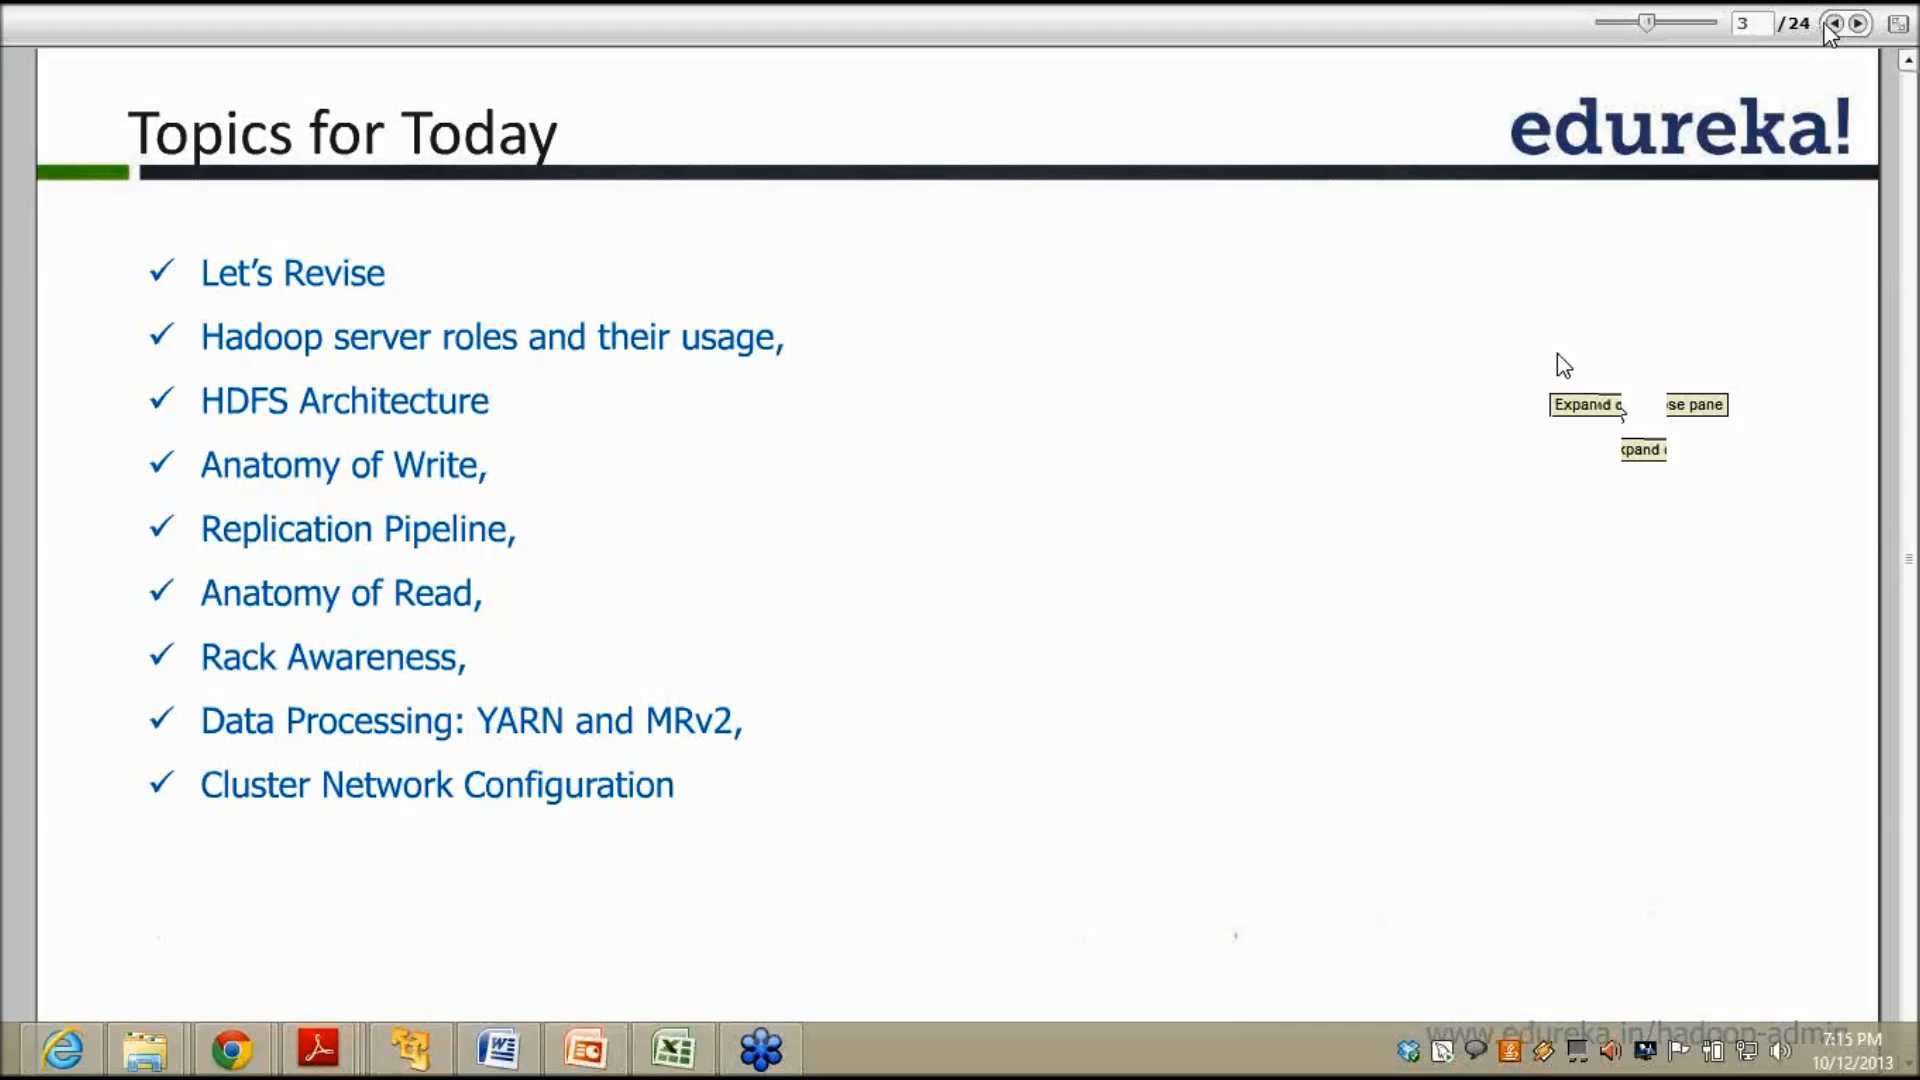 3 / 24
Topics for Today
edureka!
Let's Revise
Hadoop server roles and their usage,
HDFS Architecture
Expand
se pane
Anatomy of Write,
Replication Pipeline,
Anatomy of Read,
Rack Awareness,
Data Processing: YARN and MRv2,
Cluster Network Configuration
www.edureka.in/hadoop-admin
7:15 PM
10/12/2013